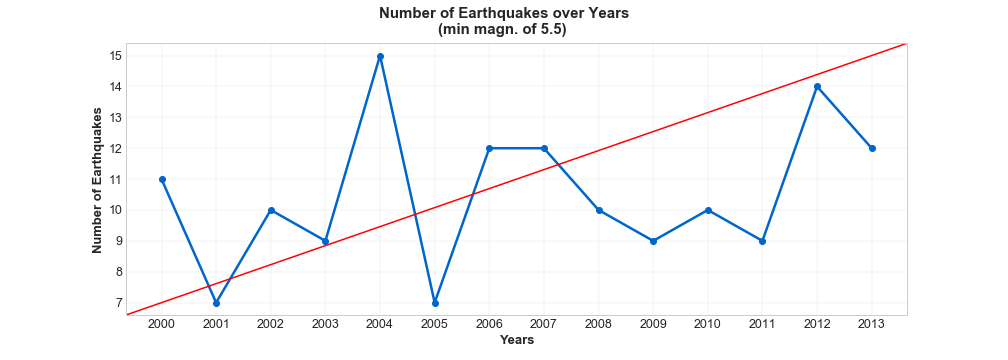 Number of Earthquakes over Years
(min magn. of 5.5)
Number of Earthquakes
15
14
13
12
11
10
9
8
7
2000 2001 2002 2003 2004 2005 2006 2007 2008 2009 2010 2011 2012 2013
Years